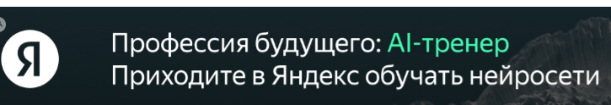 Я
Профессия будущего: AI-тренер
Приходите в Яндекс обучать нейросети